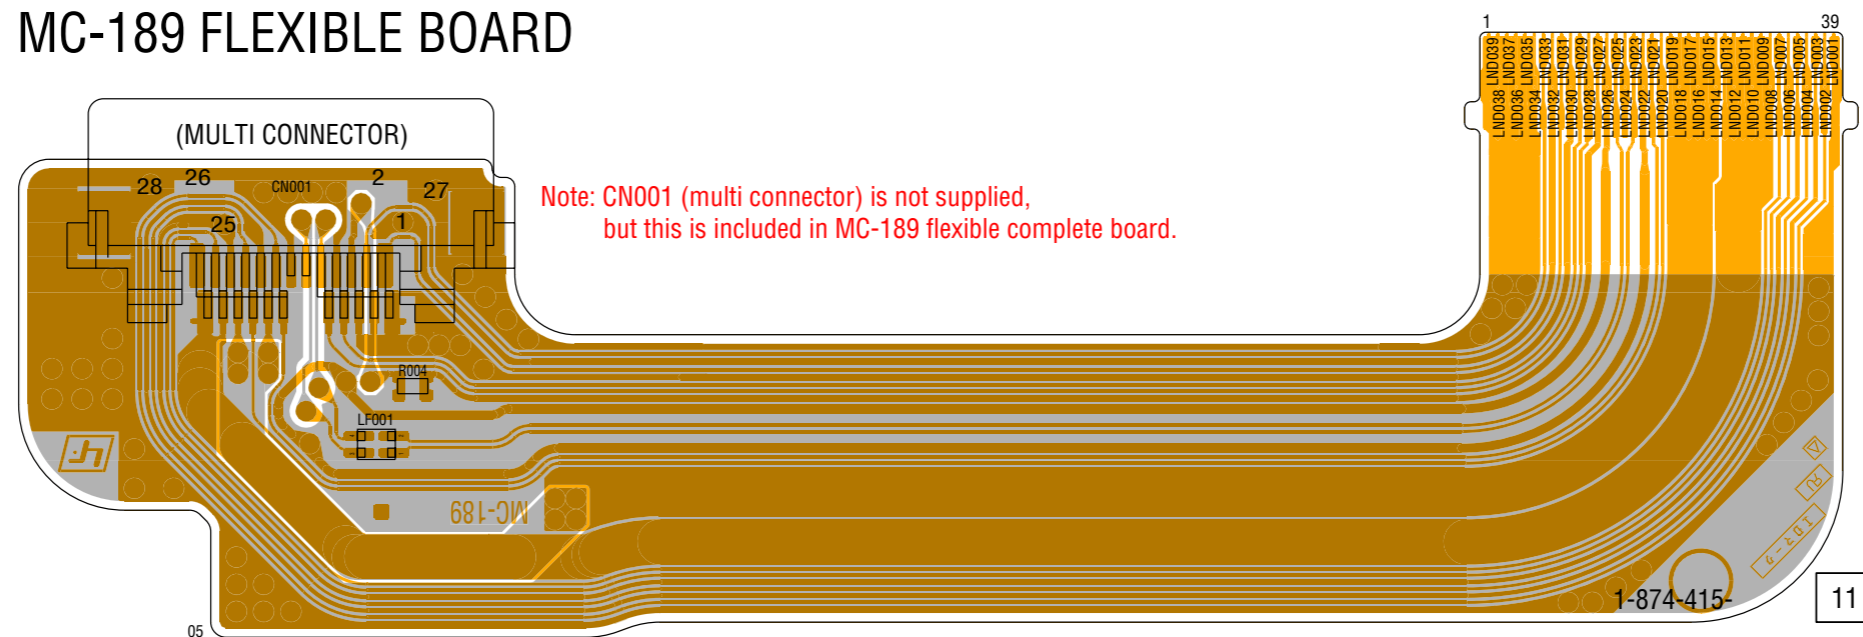 MC-189 FLEXIBLE BOARD
1
39
LND039
LND037
LND035
LND033
LND031
LND029
LND027
LND025
LND023
LND021
LND019
LND017
LND015
LND013
LND011
LND009
LND007
LND005
LND003
LND001
LND038
LND036
LND034
LND032
LND030
LND028
LND026
LND024
LND022
LND020
LND018
LND016
LND014
LND012
LND010
LND008
LND006
LND004
LND002
(MULTI CONNECTOR)
28
26
CN001
2
27
25
1
Note: CN001 (multi connector) is not supplied,
but this is included in MC-189 flexible complete board.
R004
LF001
MC-189
1-874-415-
11
05